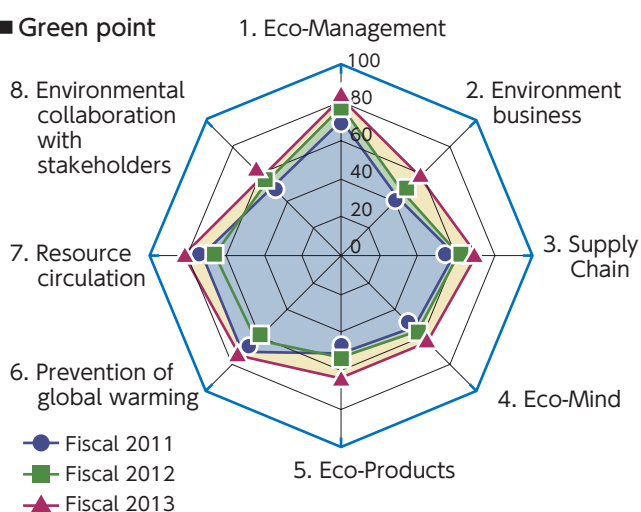 ■ Green point
1. Eco-Management
2. Environment
business
3. Supply
Chain
4. Eco-Mind
5. Eco-Products
6. Prevention of
global warming
7. Resource
circulation
8. Environmental
collaboration
with
stakeholders
100
80
60
40
20
0
Fiscal 2011
Fiscal 2012
Fiscal 2013